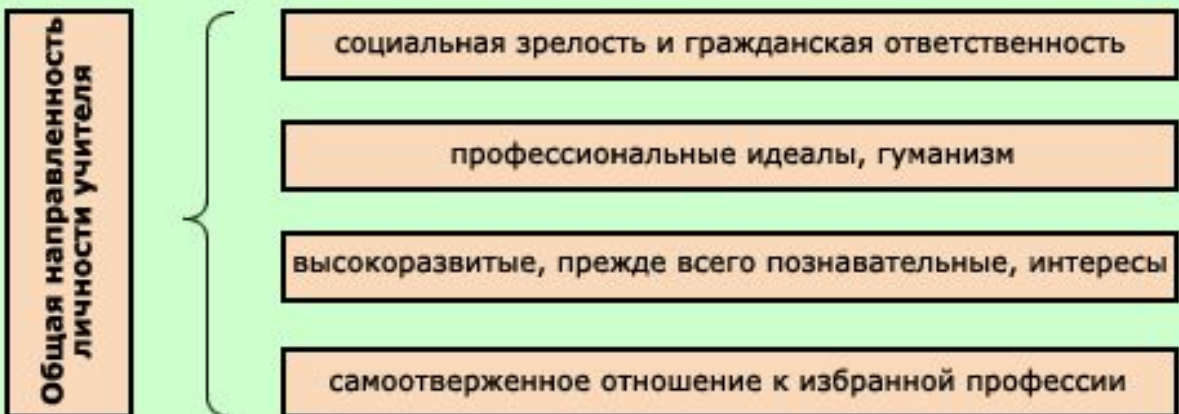 Общая направленность
личности учителя
социальная зрелость и гражданская ответственность
профессиональные идеалы, гуманизм
высокоразвитые, прежде всего познавательные, интересы
самоотверженное отношение к избранной профессии